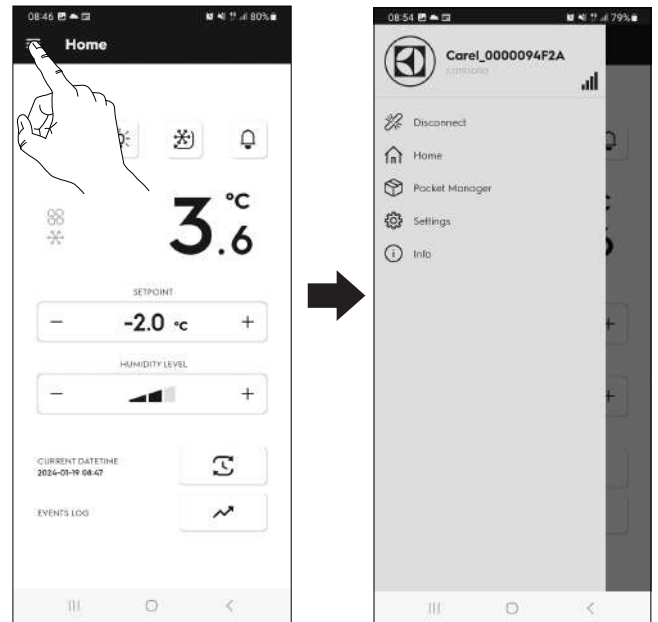 08:46
80%
Home
3.6 °C
SETPOINT
− -2.0 °C +
HUMIDITY LEVEL
− +
CURRENT DATETIME
2024-01-19 08:47
EVENTS LOG
08:54
79%
Carel_0000094F2A
Disconnect
Home
Pocket Manager
Settings
Info